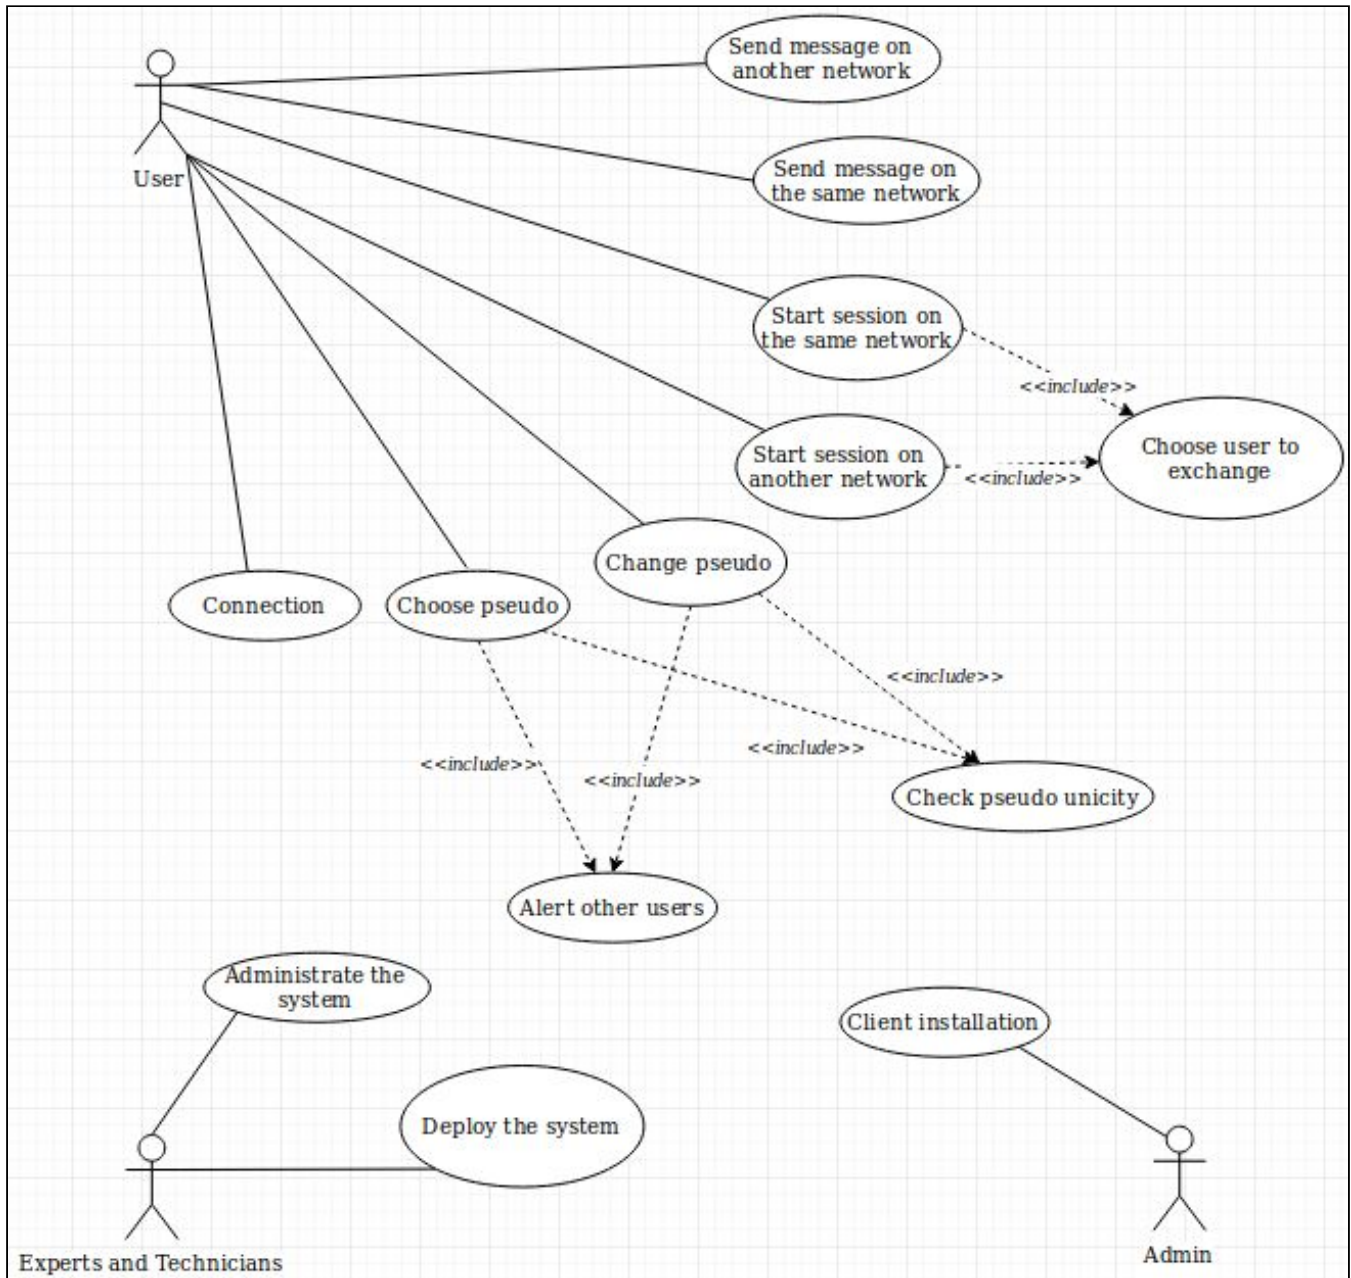 Send message on
another network
User
Send message on
the same network
Start session on
the same network
<<include>>
Start session on
another network
<<include>>
Choose user to
exchange
Change pseudo
Connection
Choose pseudo
<<include>>
<<include>>
<<include>>
<<include>>
Check pseudo unicity
Alert other users
Administrate the
system
Client installation
Deploy the system
Experts and Technicians
Admin